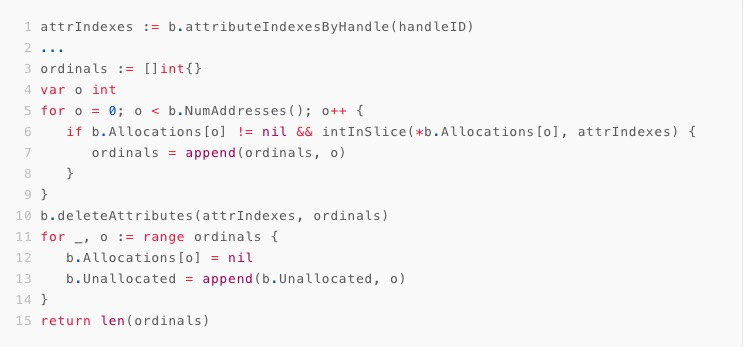 1 attrIndexes := b.attributeIndexesByHandle(handleID)
2 ...
3 ordinals := []int{}
4 var o int
5 for o = 0; o < b.NumAddresses(); o++ {
6    if b.Allocations[o] != nil && intInSlice(*b.Allocations[o], attrIndexes) {
7       ordinals = append(ordinals, o)
8    }
9 }
10 b.deleteAttributes(attrIndexes, ordinals)
11 for _, o := range ordinals {
12    b.Allocations[o] = nil
13    b.Unallocated = append(b.Unallocated, o)
14 }
15 return len(ordinals)